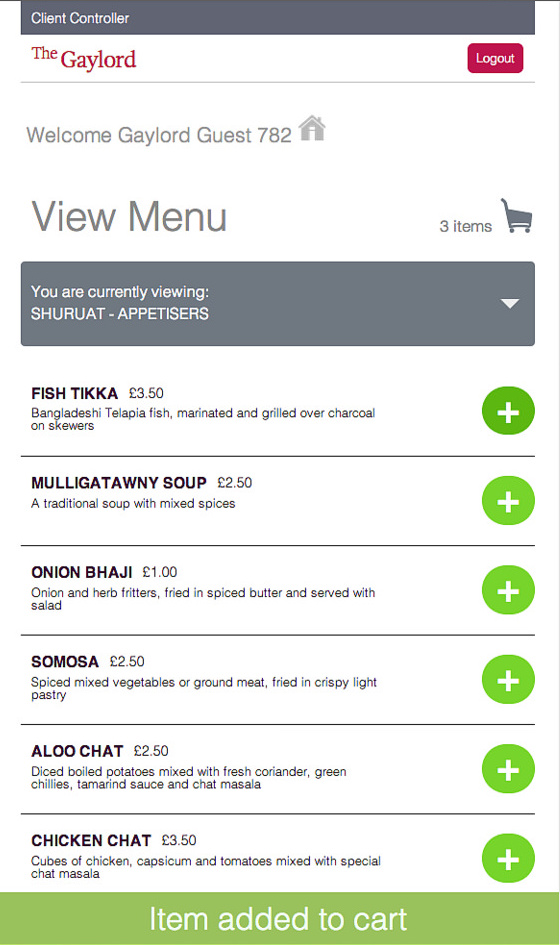 Client Controller
The Gaylord
Logout
Welcome Gaylord Guest 782
View Menu
3 items
You are currently viewing:
SHURUAT - APPETISERS
FISH TIKKA £3.50
Bangladeshi Telapia fish, marinated and grilled over charcoal
on skewers
MULLIGATAWNY SOUP £2.50
A traditional soup with mixed spices
ONION BHAJI £1.00
Onion and herb fritters, fried in spiced butter and served with
salad
SOMOSA £2.50
Spiced mixed vegetables or ground meat, fried in crispy light
pastry
ALOO CHAT £2.50
Diced boiled potatoes mixed with fresh coriander, green
chillies, tamarind sauce and chat masala
CHICKEN CHAT £3.50
Cubes of chicken, capsicum and tomatoes mixed with special
chat masala
Item added to cart